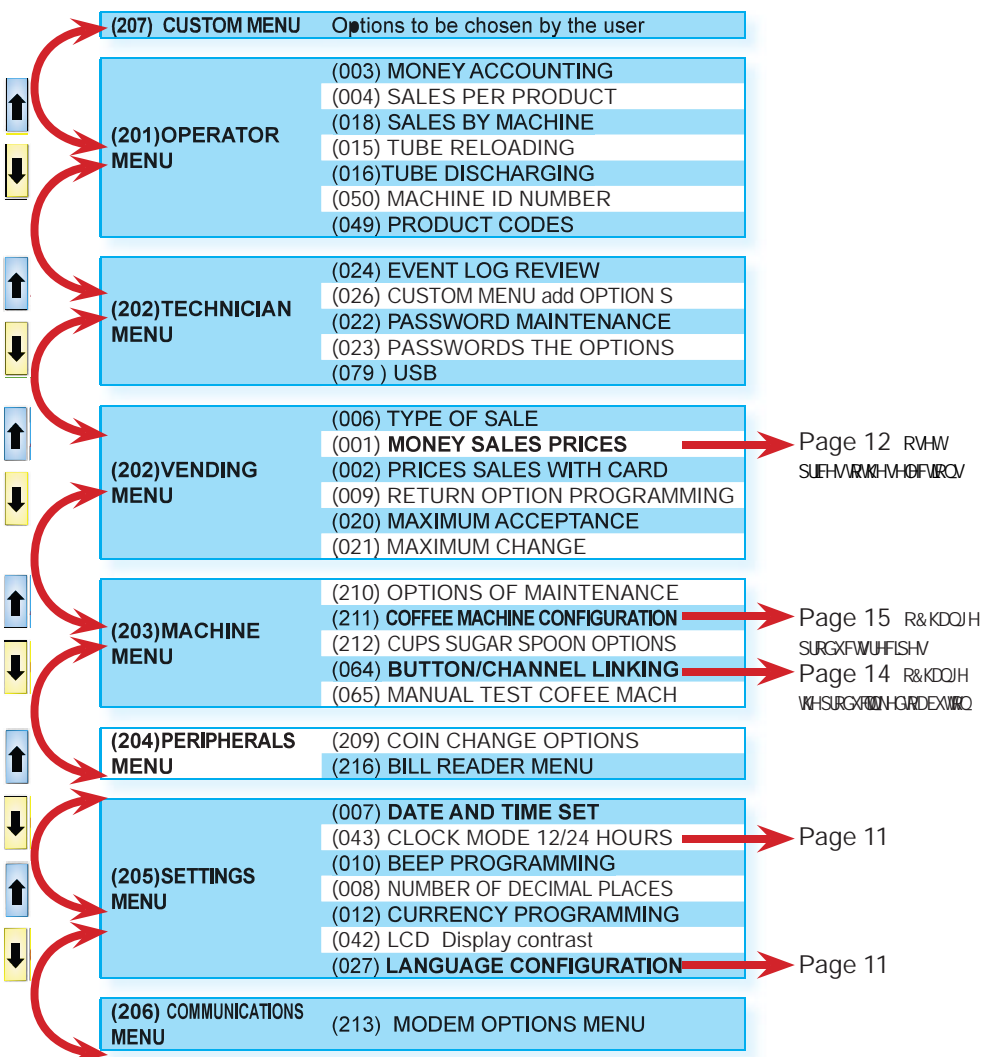 (207) CUSTOM MENU Options to be chosen by the user
(201)OPERATOR MENU
(003) MONEY ACCOUNTING
(004) SALES PER PRODUCT
(018) SALES BY MACHINE
(015) TUBE RELOADING
(016)TUBE DISCHARGING
(050) MACHINE ID NUMBER
(049) PRODUCT CODES
(202)TECHNICIAN MENU
(024) EVENT LOG REVIEW
(026) CUSTOM MENU add OPTION S
(022) PASSWORD MAINTENANCE
(023) PASSWORDS THE OPTIONS
(079 ) USB
(202)VENDING MENU
(006) TYPE OF SALE
(001) MONEY SALES PRICES Page 12
(002) PRICES SALES WITH CARD
(009) RETURN OPTION PROGRAMMING
(020) MAXIMUM ACCEPTANCE
(021) MAXIMUM CHANGE
(203)MACHINE MENU
(210) OPTIONS OF MAINTENANCE
(211) COFFEE MACHINE CONFIGURATION Page 15
(212) CUPS SUGAR SPOON OPTIONS
(064) BUTTON/CHANNEL LINKING Page 14
(065) MANUAL TEST COFEE MACH
(204)PERIPHERALS MENU
(209) COIN CHANGE OPTIONS
(216) BILL READER MENU
(205)SETTINGS MENU
(007) DATE AND TIME SET
(043) CLOCK MODE 12/24 HOURS Page 11
(010) BEEP PROGRAMMING
(008) NUMBER OF DECIMAL PLACES
(012) CURRENCY PROGRAMMING
(042) LCD Display contrast
(027) LANGUAGE CONFIGURATION Page 11
(206) COMMUNICATIONS MENU
(213) MODEM OPTIONS MENU